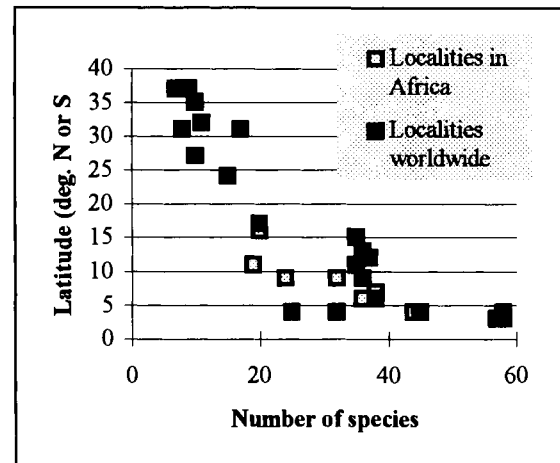 Localities in
Africa
Localities
worldwide
Latitude (deg. N or S
40
35
30
25
20
15
10
5
0
0
20
40
60
Number of species